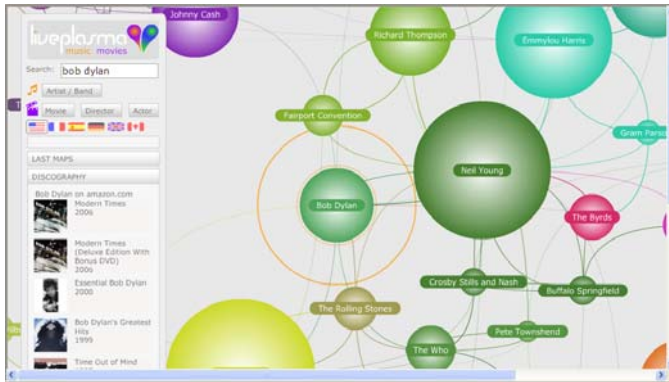 liveplasma
music movies
Search: bob dylan
Artist / Band
Movie Director Actor
LAST MAPS
DISCOGRAPHY
Bob Dylan on amazon.com
Modern Times
2006
Modern Times
(Deluxe Edition With
Bonus DVD)
2006
Essential Bob Dylan
2000
Bob Dylan's Greatest
Hits
1999
Time Out of Mind
Johnny Cash
Richard Thompson
Emmylou Harris
Fairport Convention
Gram Parso
Neil Young
Bob Dylan
The Byrds
Crosby Stills and Nash
Buffalo Springfield
The Rolling Stones
Pete Townshend
The Who